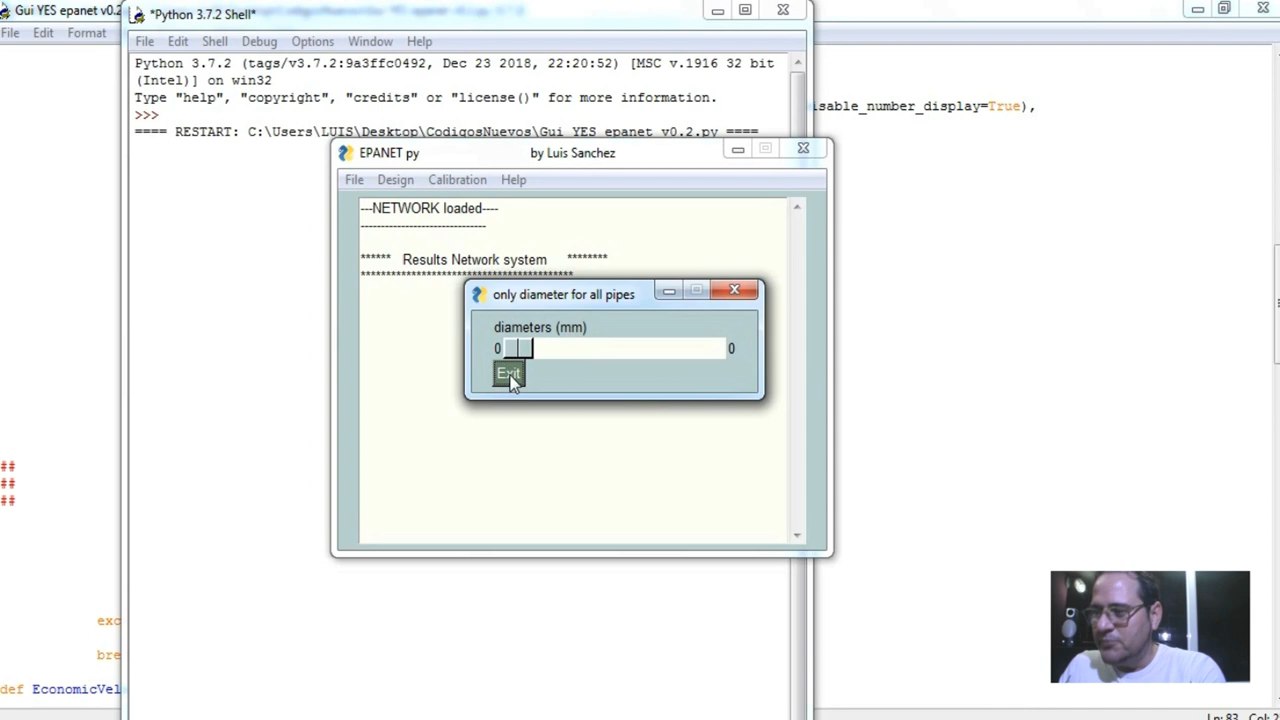 Gui YES epanet v0.2
File Edit Format
*Python 3.7.2 Shell*
File Edit Shell Debug Options Window Help
Python 3.7.2 (tags/v3.7.2:9a3ffc0492, Dec 23 2018, 22:20:52) [MSC v.1916 32 bit
(Intel)] on win32
Type "help", "copyright", "credits" or "license()" for more information.
>>>
==== RESTART: C:\Users\LUIS\Desktop\CodigosNuevos\Gui YES epanet v0.2.py ====
isable_number_display=True),
EPANET py by Luis Sanchez
File Design Calibration Help
---NETWORK loaded----
-------------------------------
****** Results Network system ********
******************************************
only diameter for all pipes
diameters (mm)
0 0
Exit
##
##
##
exc
bre
def EconomicVel
Ln: 83